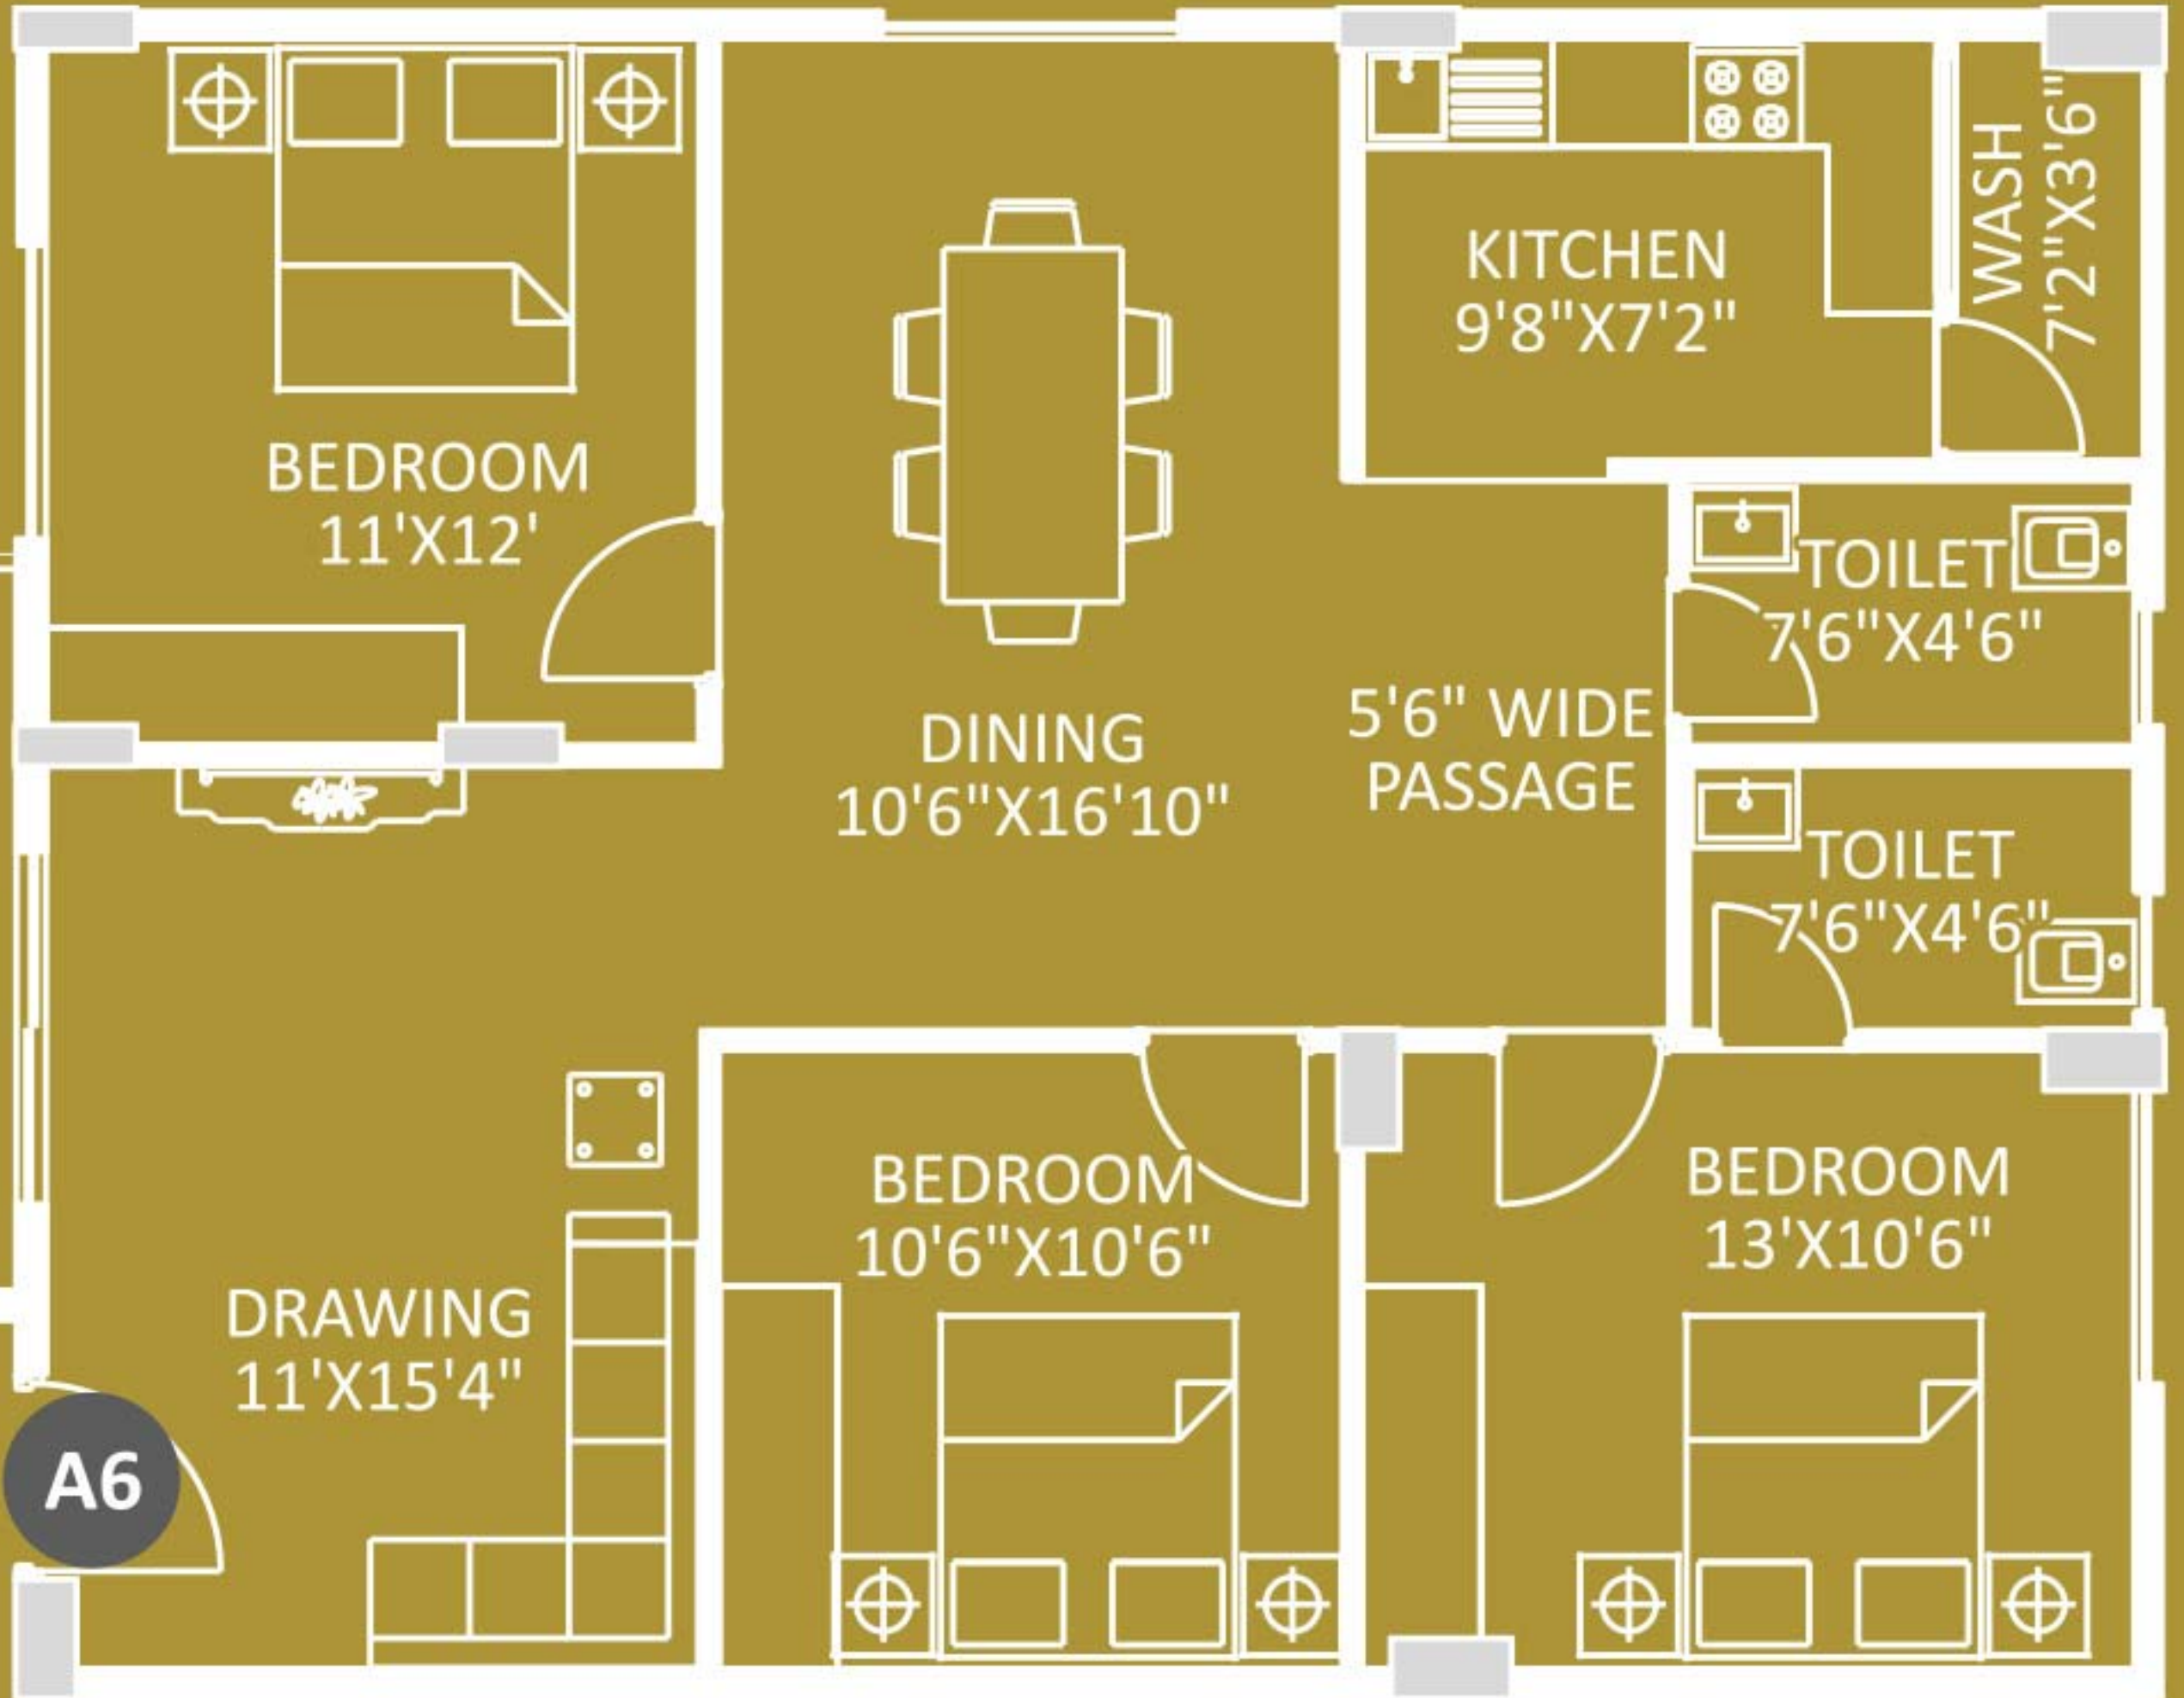 BEDROOM
11'X12'
KITCHEN
9'8"X7'2"
WASH
7'2"X3'6"
TOILET
7'6"X4'6"
DINING
10'6"X16'10"
5'6" WIDE
PASSAGE
TOILET
7'6"X4'6"
DRAWING
11'X15'4"
BEDROOM
10'6"X10'6"
BEDROOM
13'X10'6"
A6